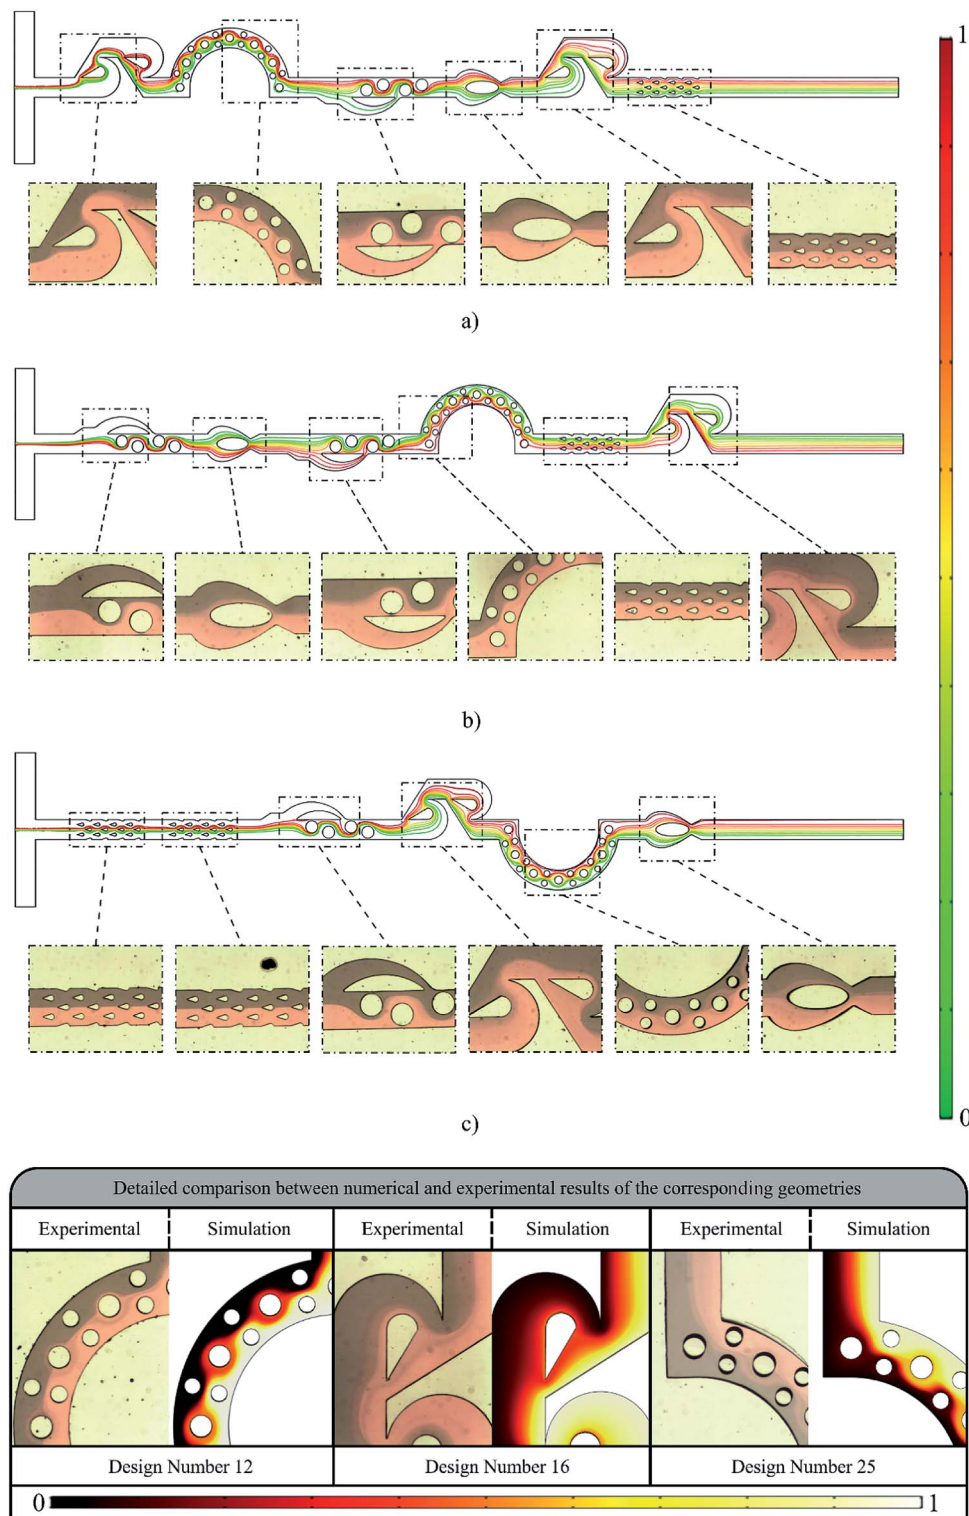 1
a)
b)
c)
0
Detailed comparison between numerical and experimental results of the corresponding geometries
Experimental Simulation Experimental Simulation Experimental Simulation
Design Number 12 Design Number 16 Design Number 25
0 1